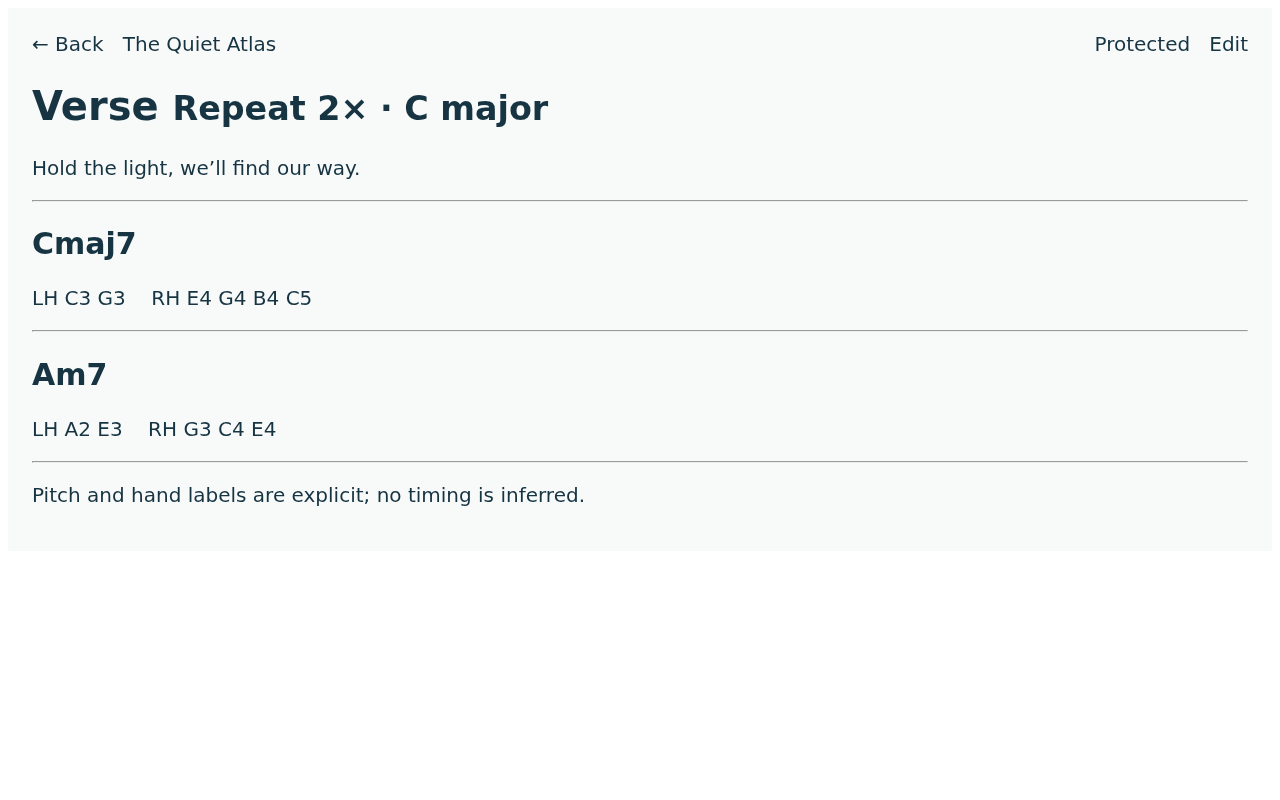 ← Back The Quiet Atlas Protected Edit
Verse Repeat 2× · C major
Hold the light, we’ll find our way.
Cmaj7
LH C3 G3 RH E4 G4 B4 C5
Am7
LH A2 E3 RH G3 C4 E4
Pitch and hand labels are explicit; no timing is inferred.